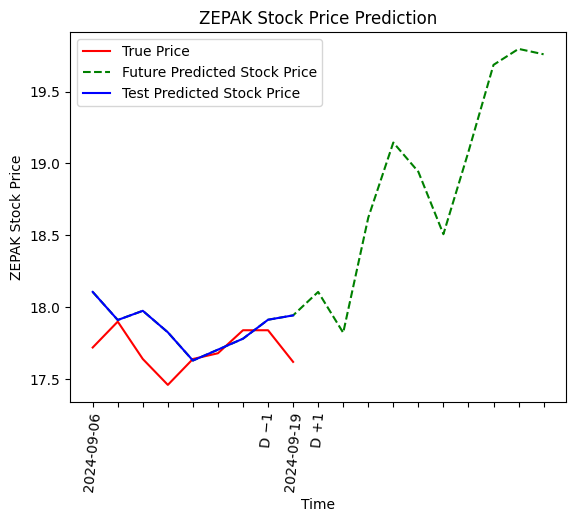 ZEPAK Stock Price Prediction
True Price
Future Predicted Stock Price
Test Predicted Stock Price
ZEPAK Stock Price
19.5
19.0
18.5
18.0
17.5
2024-09-06
D −1
2024-09-19
D +1
Time